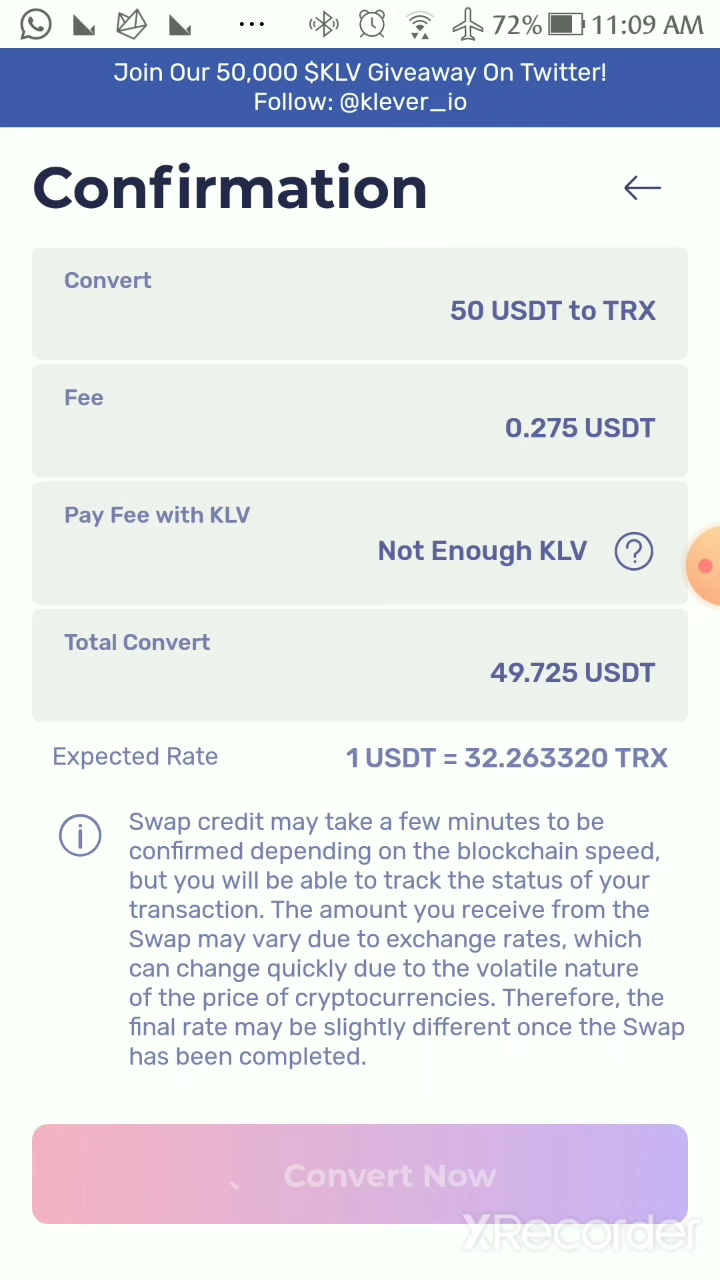 72% 11:09 AM
Join Our 50,000 $KLV Giveaway On Twitter!
Follow: @klever_io
Confirmation
Convert
50 USDT to TRX
Fee
0.275 USDT
Pay Fee with KLV
Not Enough KLV
Total Convert
49.725 USDT
Expected Rate 1 USDT = 32.263320 TRX
Swap credit may take a few minutes to be
confirmed depending on the blockchain speed,
but you will be able to track the status of your
transaction. The amount you receive from the
Swap may vary due to exchange rates, which
can change quickly due to the volatile nature
of the price of cryptocurrencies. Therefore, the
final rate may be slightly different once the Swap
has been completed.
Convert Now
XRecorder